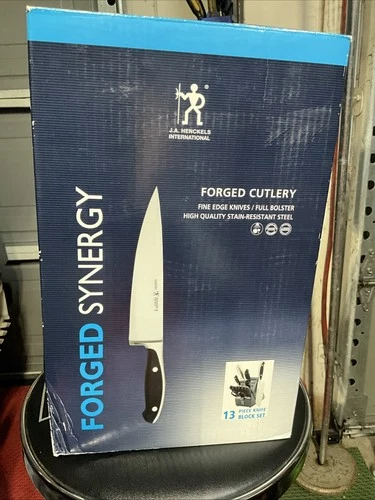 J.A. HENCKELS
INTERNATIONAL
FORGED CUTLERY
FINE EDGE KNIVES / FULL BOLSTER
HIGH QUALITY STAIN-RESISTANT STEEL
FORGED SYNERGY
13 PIECE KNIFE
BLOCK SET